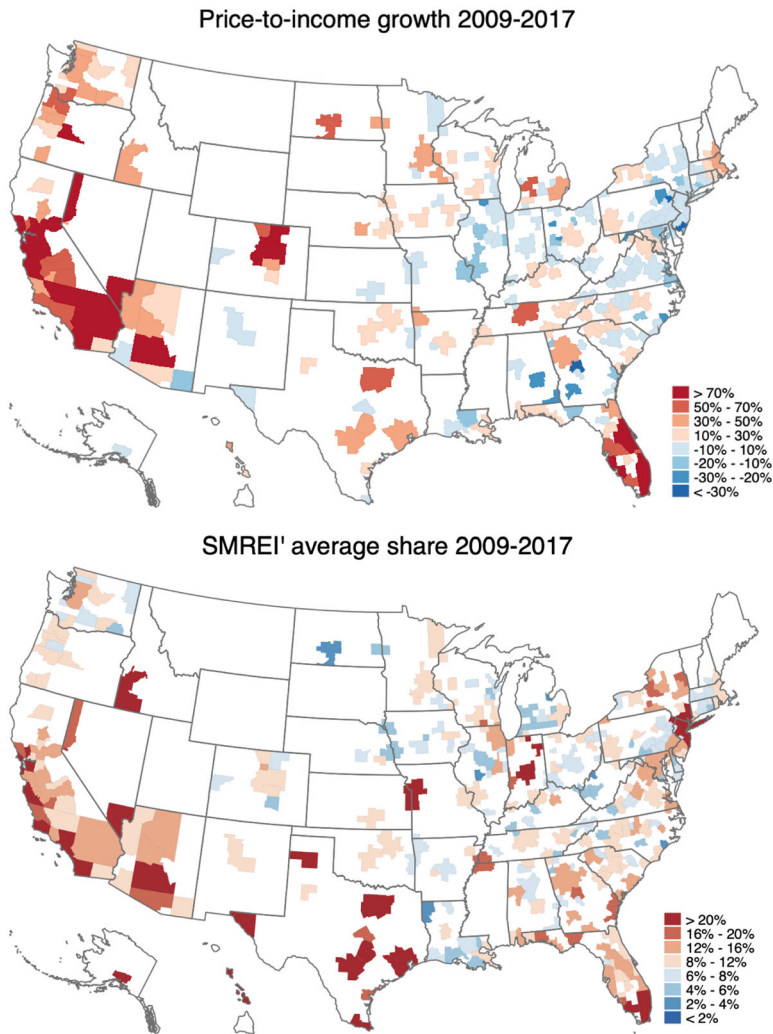 Price-to-income growth 2009-2017
> 70%
50% - 70%
30% - 50%
10% - 30%
-10% - 10%
-20% - -10%
-30% - -20%
< -30%
SMREI' average share 2009-2017
> 20%
16% - 20%
12% - 16%
8% - 12%
6% - 8%
4% - 6%
2% - 4%
< 2%